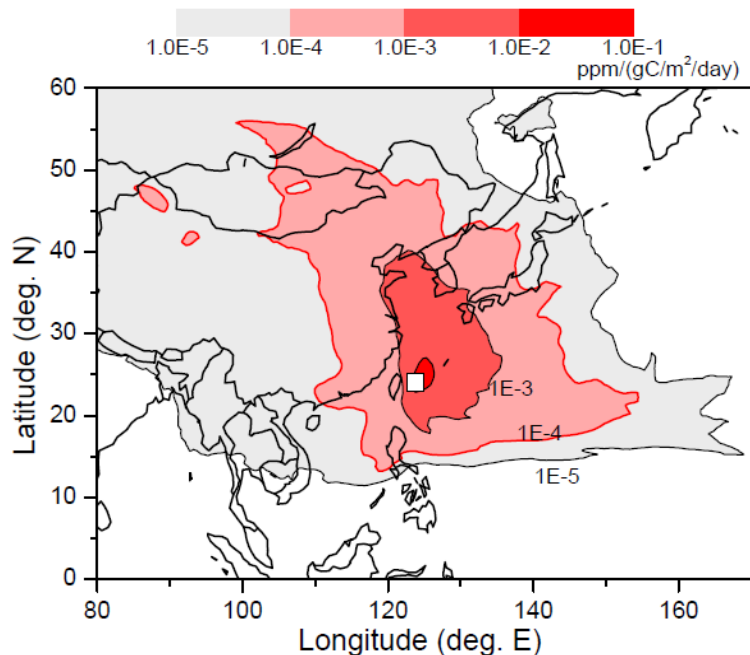 1.0E-5 1.0E-4 1.0E-3 1.0E-2 1.0E-1
ppm/(gC/m²/day)
60
50
40
30
20
10
0
Latitude (deg. N)
1E-3
1E-4
1E-5
80 100 120 140 160
Longitude (deg. E)